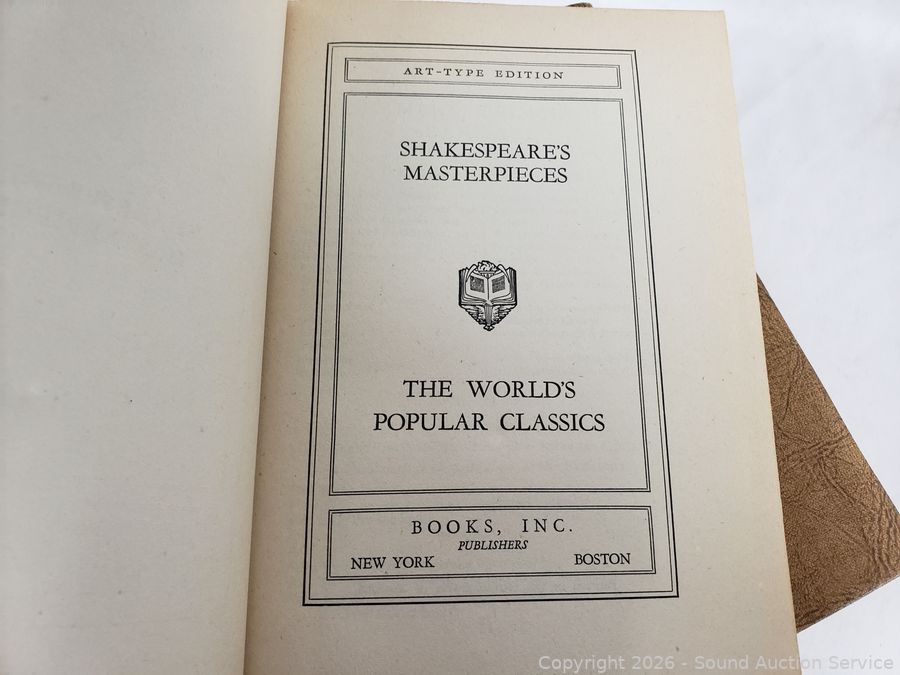 ART-TYPE EDITION
SHAKESPEARE'S
MASTERPIECES
THE WORLD'S
POPULAR CLASSICS
BOOKS, INC.
PUBLISHERS
NEW YORK BOSTON
Copyright 2026 - Sound Auction Service